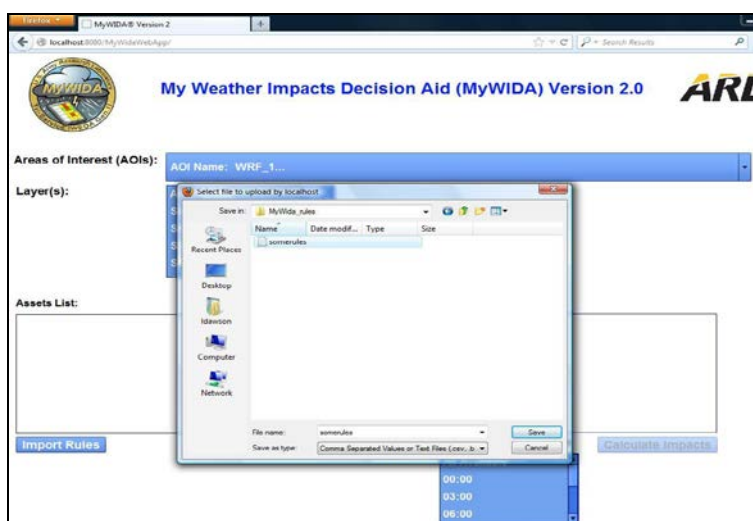 Firefox
MyWIDA® Version 2
+
localhost:8080/MyWidaWebApp/
Search Results
MyWIDA
My Weather Impacts Decision Aid (MyWIDA) Version 2.0
ARL
Areas of Interest (AOIs):
AOI Name: WRF_1...
Layer(s):
Select file to upload by localhost
Save in:
MyWida_rules
Name
Date modif...
Type
Size
somerules
Recent Places
Desktop
ldawson
Computer
Network
Assets List:
File name:
somerules
Save
Save as type:
Comma Separated Values or Text Files (.csv, .t
Cancel
Import Rules
Calculate Impacts
00:00
03:00
06:00